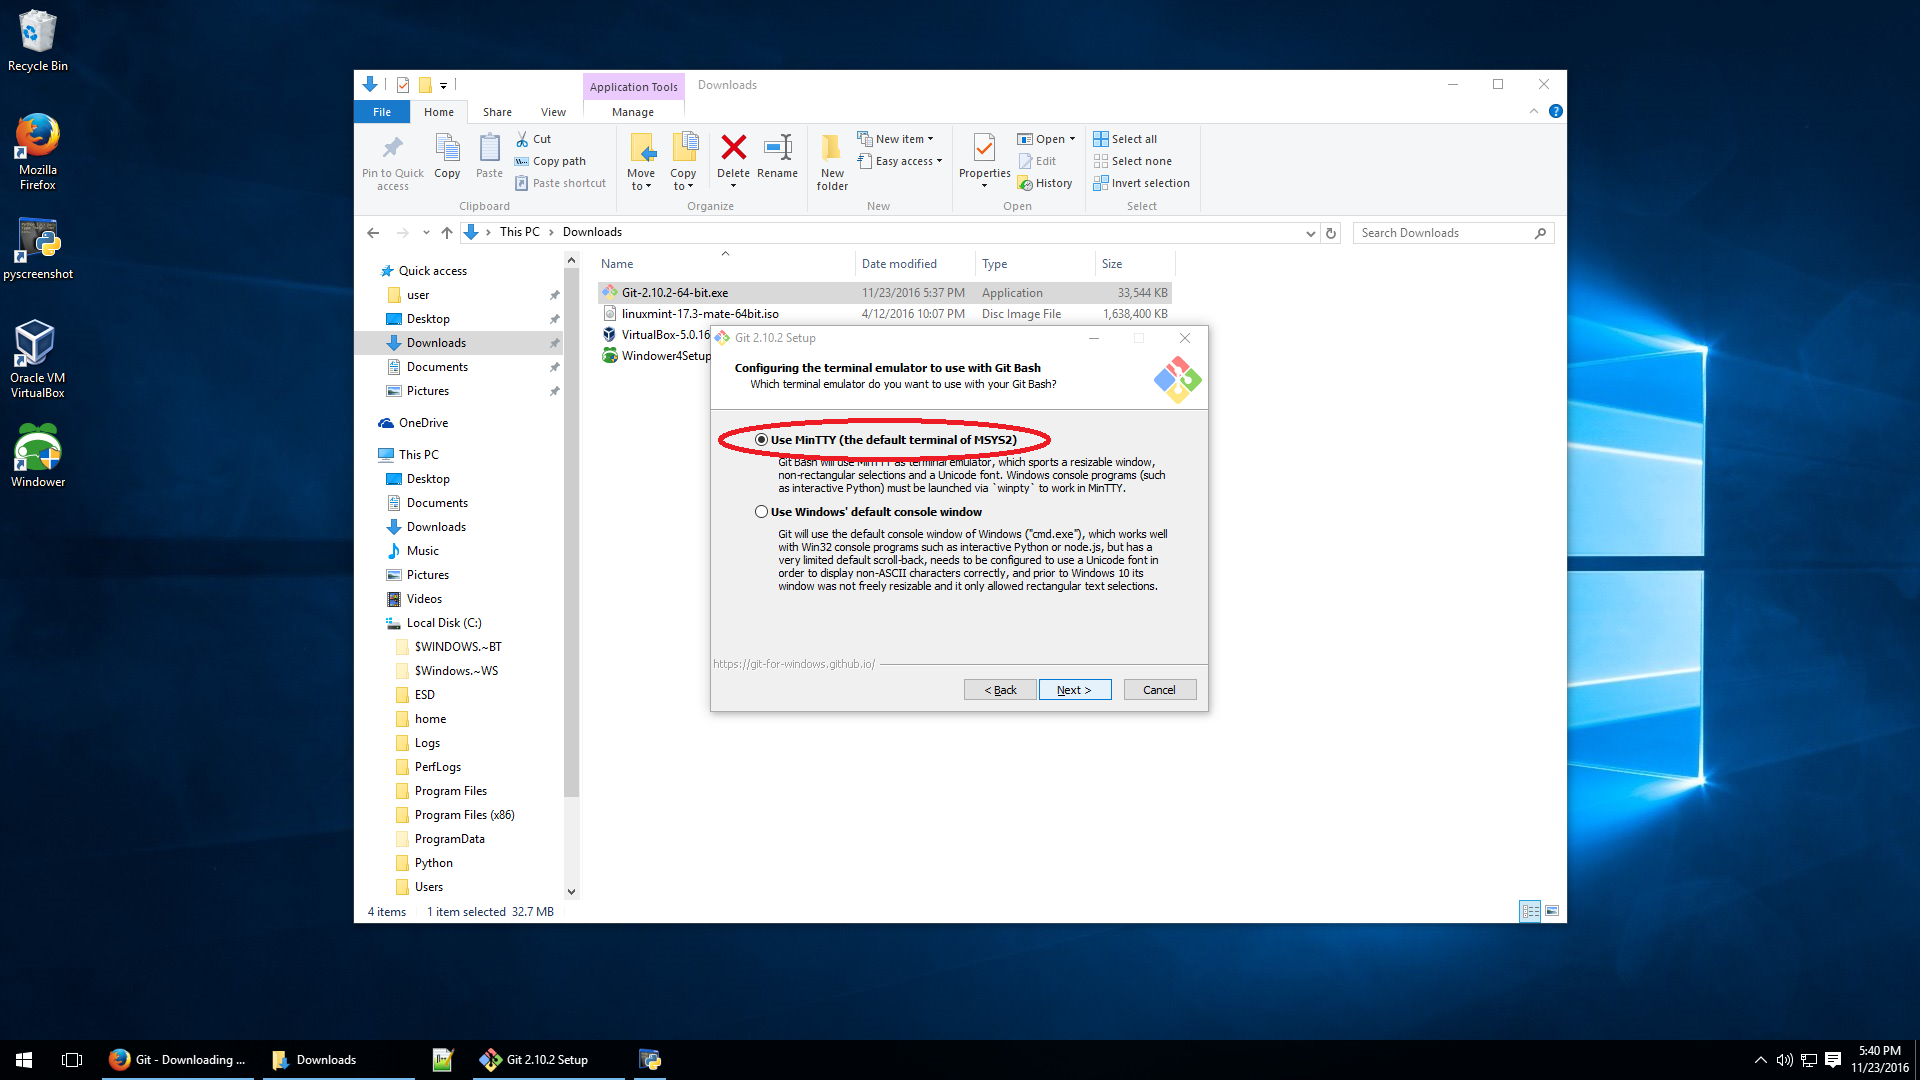 Recycle Bin
Mozilla
Firefox
pyscreenshot
Oracle VM
VirtualBox
Windower
Application Tools
Downloads
File
Home
Share
View
Manage
Pin to Quick
access
Copy
Paste
Cut
Copy path
Paste shortcut
Clipboard
Move
to
Copy
to
Delete
Rename
Organize
New
folder
New item
Easy access
New
Properties
Open
Edit
History
Open
Select all
Select none
Invert selection
Select
This PC > Downloads
Search Downloads
Quick access
user
Desktop
Downloads
Documents
Pictures
OneDrive
This PC
Desktop
Documents
Downloads
Music
Pictures
Videos
Local Disk (C:)
$WINDOWS.~BT
$Windows.~WS
ESD
home
Logs
PerfLogs
Program Files
Program Files (x86)
ProgramData
Python
Users
Name Date modified Type Size
Git-2.10.2-64-bit.exe 11/23/2016 5:37 PM Application 33,544 KB
linuxmint-17.3-mate-64bit.iso 4/12/2016 10:07 PM Disc Image File 1,638,400 KB
VirtualBox-5.0.16
Windower4Setup
Git 2.10.2 Setup
Configuring the terminal emulator to use with Git Bash
Which terminal emulator do you want to use with your Git Bash?
Use MinTTY (the default terminal of MSYS2)
Git Bash will use MinTTY as terminal emulator, which sports a resizable window,
non-rectangular selections and a Unicode font. Windows console programs (such
as interactive Python) must be launched via `winpty` to work in MinTTY.
Use Windows' default console window
Git will use the default console window of Windows ("cmd.exe"), which works well
with Win32 console programs such as interactive Python or node.js, but has a
very limited default scroll-back, needs to be configured to use a Unicode font in
order to display non-ASCII characters correctly, and prior to Windows 10 its
window was not freely resizable and it only allowed rectangular text selections.
https://git-for-windows.github.io/
< Back
Next >
Cancel
4 items 1 item selected 32.7 MB
Git - Downloading ...
Downloads
Git 2.10.2 Setup
5:40 PM
11/23/2016